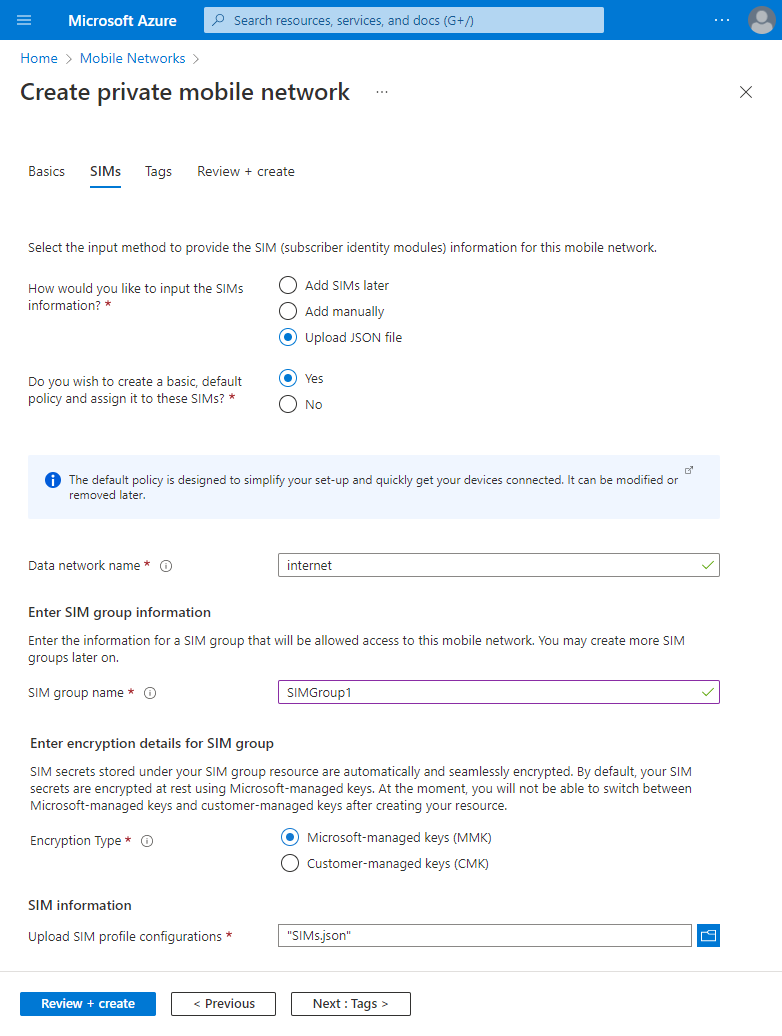 Microsoft Azure
Search resources, services, and docs (G+/)
...
Home > Mobile Networks >
Create private mobile network ...
Basics SIMs Tags Review + create
Select the input method to provide the SIM (subscriber identity modules) information for this mobile network.
How would you like to input the SIMs
information? *
Add SIMs later
Add manually
Upload JSON file
Do you wish to create a basic, default
policy and assign it to these SIMs? *
Yes
No
The default policy is designed to simplify your set-up and quickly get your devices connected. It can be modified or
removed later.
Data network name * internet
Enter SIM group information
Enter the information for a SIM group that will be allowed access to this mobile network. You may create more SIM
groups later on.
SIM group name * SIMGroup1
Enter encryption details for SIM group
SIM secrets stored under your SIM group resource are automatically and seamlessly encrypted. By default, your SIM
secrets are encrypted at rest using Microsoft-managed keys. At the moment, you will not be able to switch between
Microsoft-managed keys and customer-managed keys after creating your resource.
Encryption Type *
Microsoft-managed keys (MMK)
Customer-managed keys (CMK)
SIM information
Upload SIM profile configurations * "SIMs.json"
Review + create < Previous Next : Tags >